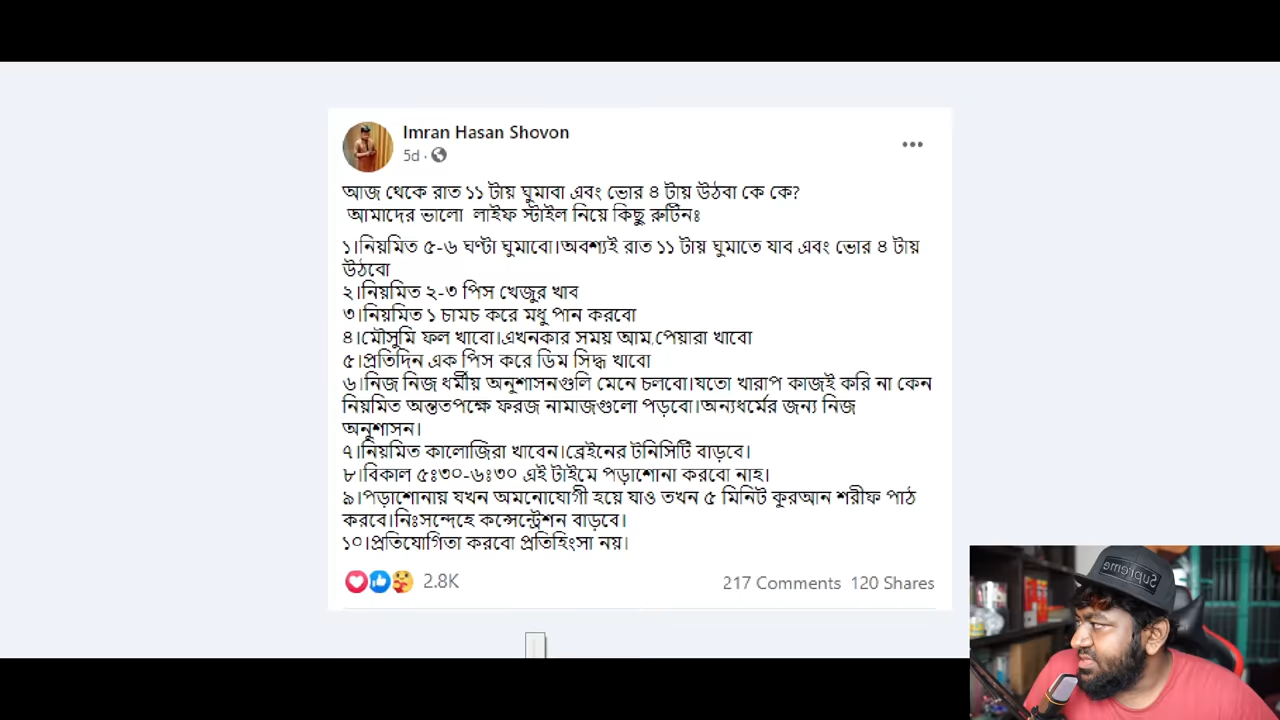 Imran Hasan Shovon
5d ·
আজ থেকে রাত ১১ টায় ঘুমাবা এবং ভোর ৪ টায় উঠবা কে কে?
আমাদের ভালো লাইফ স্টাইল নিয়ে কিছু রুটিনঃ
১।নিয়মিত ৫-৬ ঘণ্টা ঘুমাবো।অবশ্যই রাত ১১ টায় ঘুমাতে যাব এবং ভোর ৪ টায়
উঠবো
২।নিয়মিত ২-৩ পিস খেজুর খাব
৩।নিয়মিত ১ চামচ করে মধু পান করবো
৪।মৌসুমি ফল খাবো।এখনকার সময় আম,পেয়ারা খাবো
৫।প্রতিদিন এক পিস করে ডিম সিদ্ধ খাবো
৬।নিজ নিজ ধর্মীয় অনুশাসনগুলি মেনে চলবো।যতো খারাপ কাজই করি না কেন
নিয়মিত অন্ততপক্ষে ফরজ নামাজগুলো পড়বো।অন্যধর্মের জন্য নিজ
অনুশাসন।
৭।নিয়মিত কালোজিরা খাবেন।ব্রেইনের টনিসিটি বাড়বে।
৮।বিকাল ৫ঃ৩০-৬ঃ৩০ এই টাইমে পড়াশোনা করবো নাহ।
৯।পড়াশোনায় যখন অমনোযোগী হয়ে যাও তখন ৫ মিনিট কুরআন শরীফ পাঠ
করবে।নিঃসন্দেহে কন্সেন্ট্রেশন বাড়বে।
১০।প্রতিযোগিতা করবো প্রতিহিংসা নয়।
2.8K
217 Comments 120 Shares
Supreme